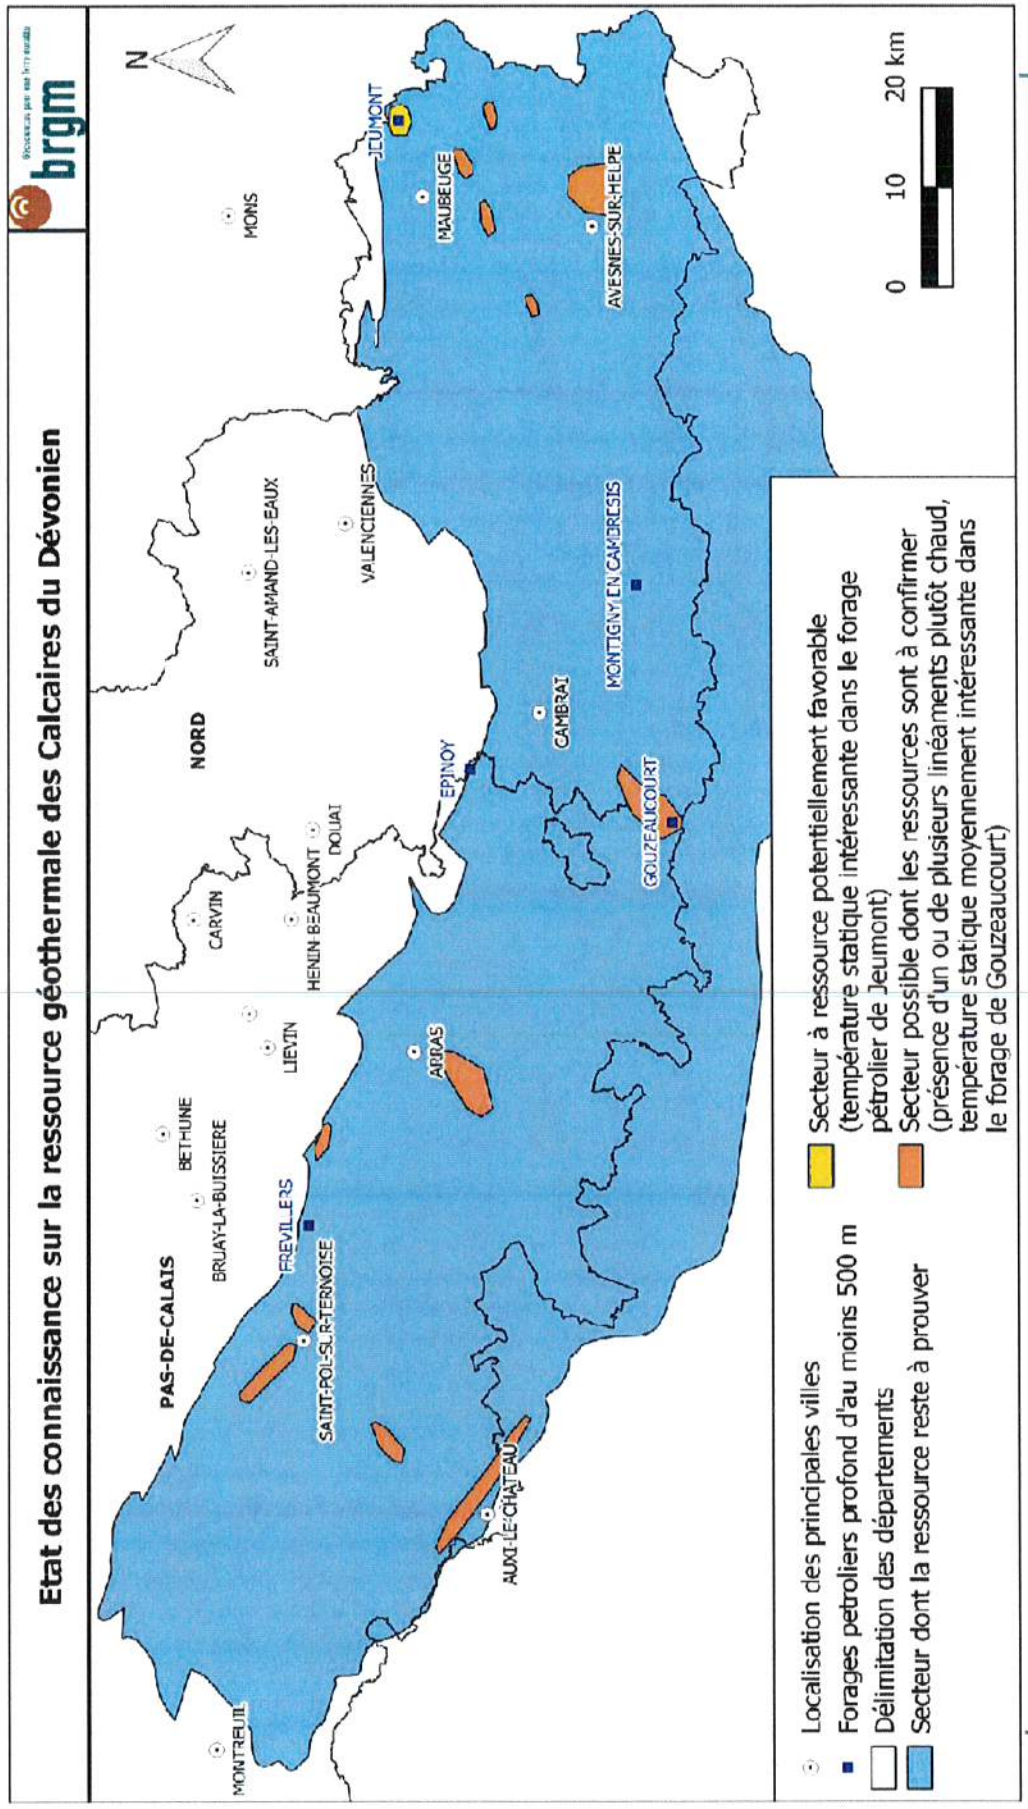 Etat des connaissance sur la ressource géothermale des Calcaires du Dévonien
brgm
N
MONS
JEUMONT
MAUBEUGE
AVESNES-SUR-HELPE
SAINT-AMAND-LES-EAUX
VALENCIENNES
NORD
MONTIGNY EN CAMBRESIS
CAMBRAI
EPINOY
GOUZEAUCOURT
DOUAI
CARVIN
HENIN-BEAUMONT
LIEVIN
ARRAS
BETHUNE
BRUAY-LA-BUISSIERE
FREVILLERS
PAS-DE-CALAIS
SAINT-POL-SUR-TERNOISE
AUXI-LE-CHATEAU
MONTREUIL
0 10 20 km
Localisation des principales villes
Forages petroliers profond d'au moins 500 m
Délimitation des départements
Secteur dont la ressource reste à prouver
Secteur à ressource potentiellement favorable
(température statique intéressante dans le forage
pétrolier de Jeumont)
Secteur possible dont les ressources sont à confirmer
(présence d'un ou de plusieurs linéaments plutôt chaud,
température statique moyennement intéressante dans
le forage de Gouzeaucourt)